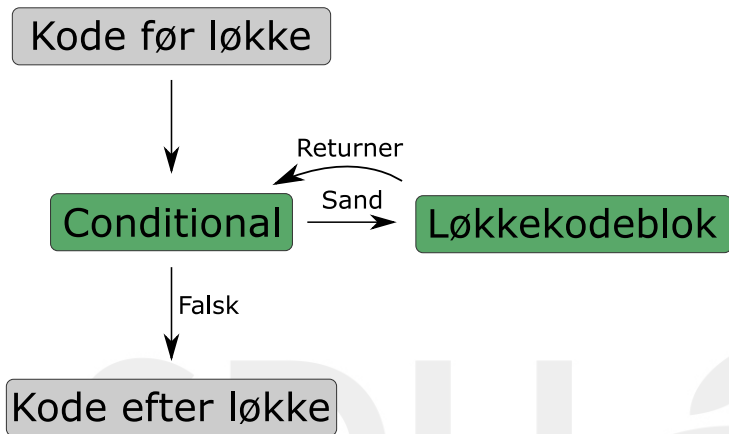 Kode før løkke
Returner
Sand
Conditional
Løkkekodeblok
Falsk
Kode efter løkke